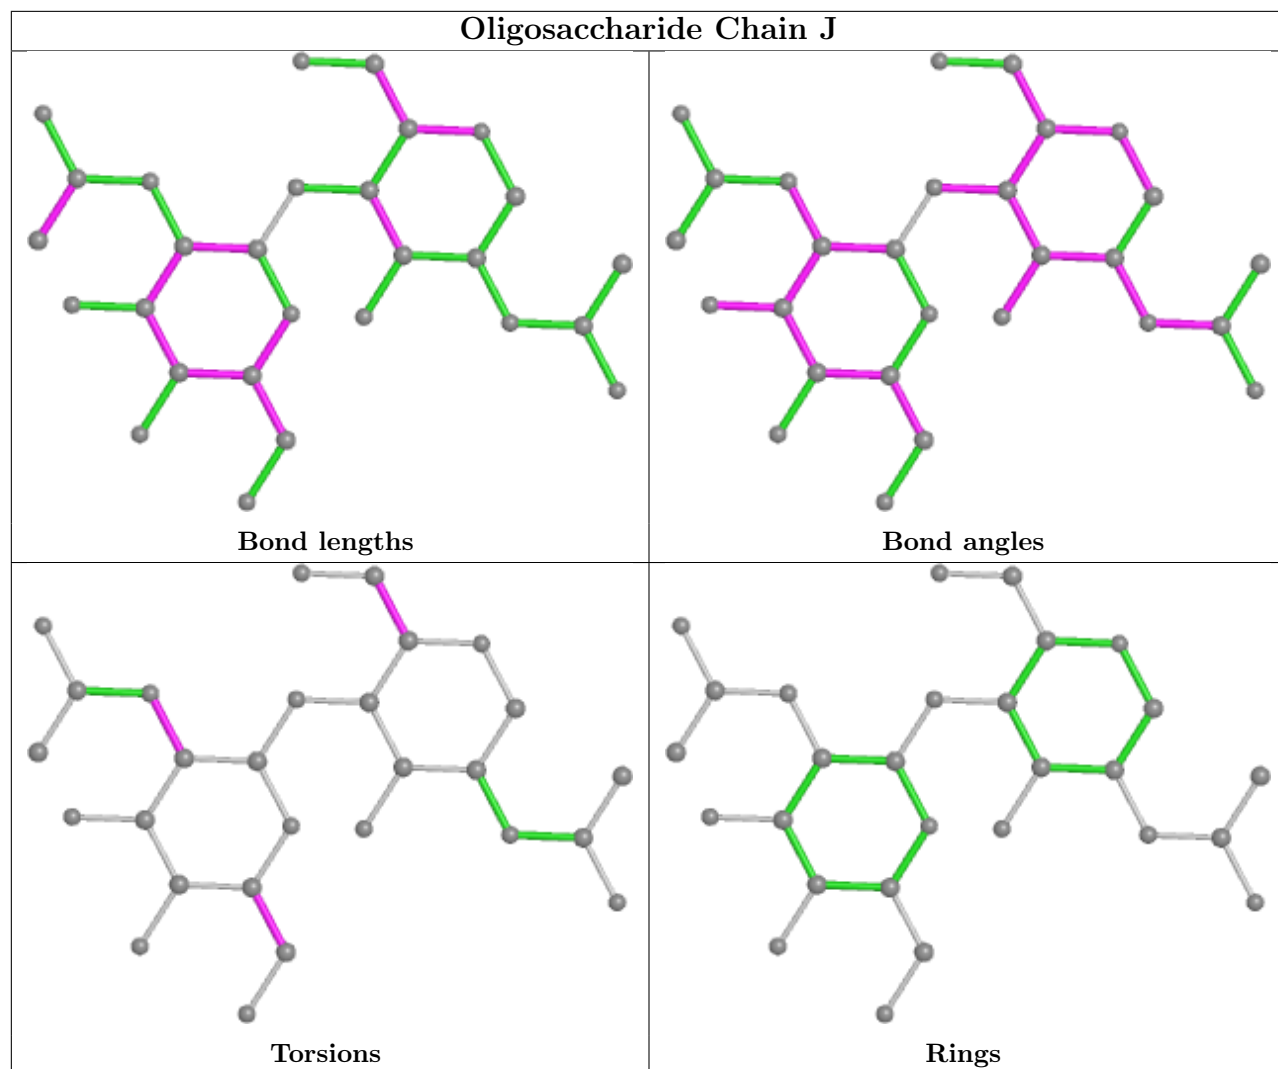 Oligosaccharide Chain J
Bond lengths
Bond angles
Torsions
Rings